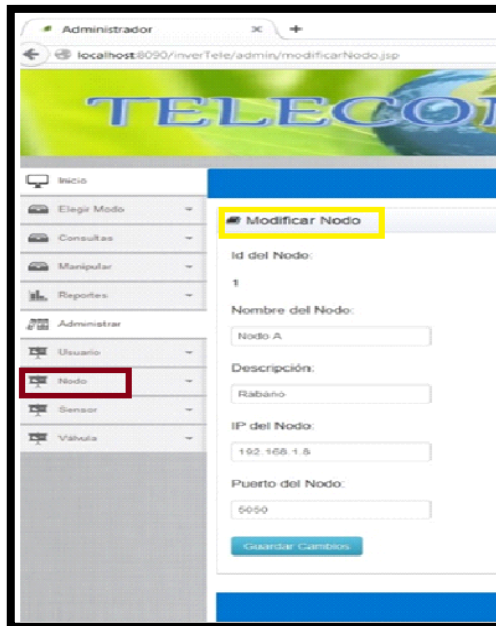 Administrador
localhost:8090/inverTele/admin/modificarNodo.jsp
TELECO
Inicio
Elegir Modo
Consultas
Manipular
Reportes
Administrar
Usuario
Nodo
Sensor
Válvula
Modificar Nodo
Id del Nodo:
1
Nombre del Nodo:
Nodo A
Descripción:
Rabano
IP del Nodo:
192.168.1.8
Puerto del Nodo:
5050
Guardar Cambios